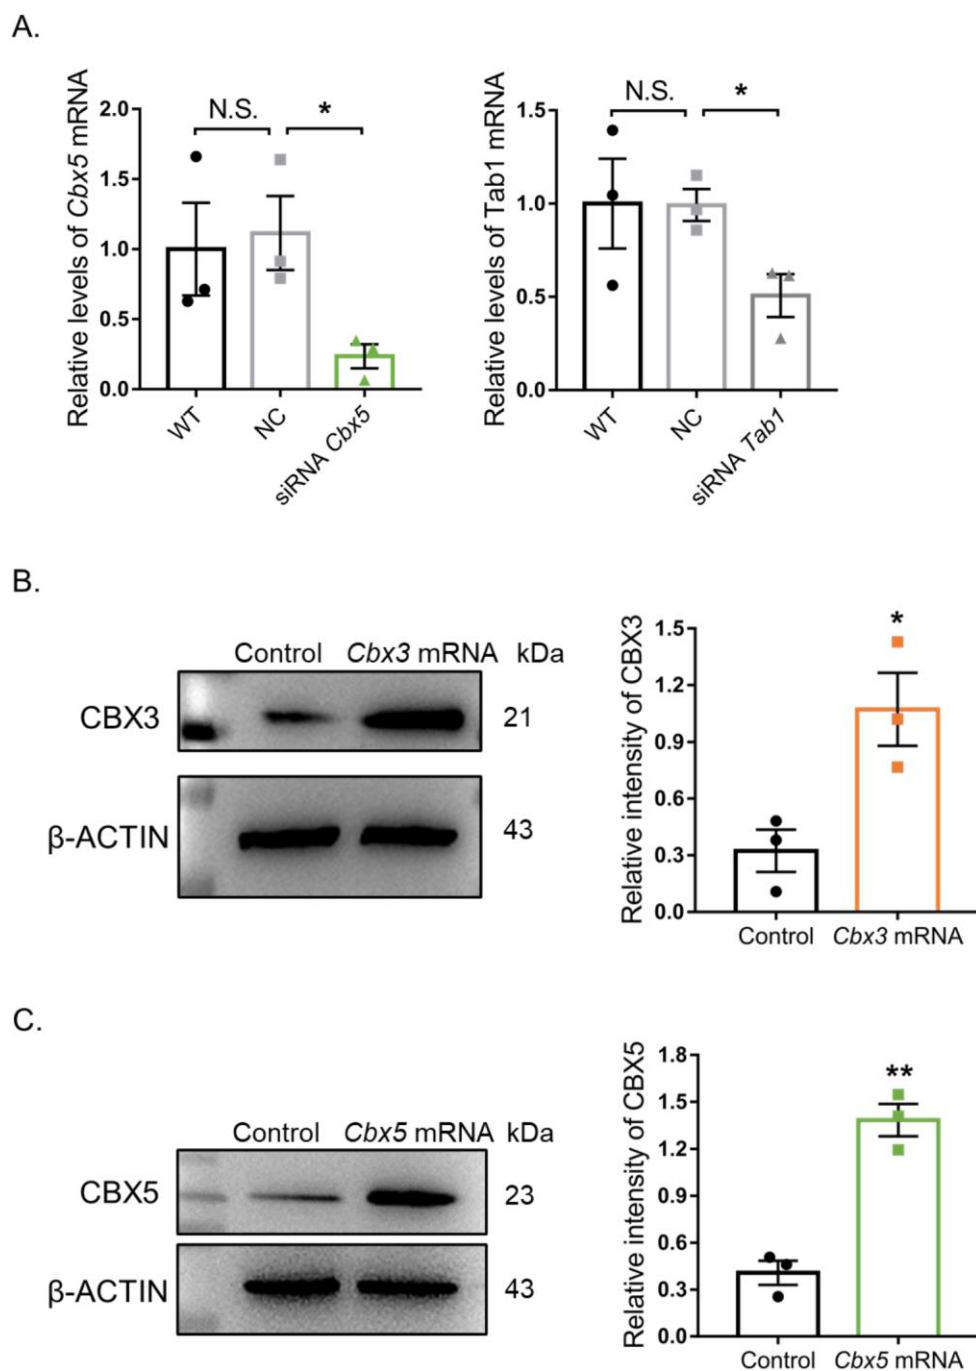 A.
Relative levels of Cbx5 mRNA
2.0
1.5
1.0
0.5
0.0
N.S.
*
WT
NC
siRNA Cbx5
Relative levels of Tab1 mRNA
1.5
1.0
0.5
0.0
N.S.
*
WT
NC
siRNA Tab1
B.
Control Cbx3 mRNA kDa
CBX3 21
β-ACTIN 43
Relative intensity of CBX3
1.5
1.2
0.9
0.6
0.3
0.0
*
Control Cbx3 mRNA
C.
Control Cbx5 mRNA kDa
CBX5 23
β-ACTIN 43
Relative intensity of CBX5
1.8
1.5
1.2
0.9
0.6
0.3
0.0
**
Control Cbx5 mRNA